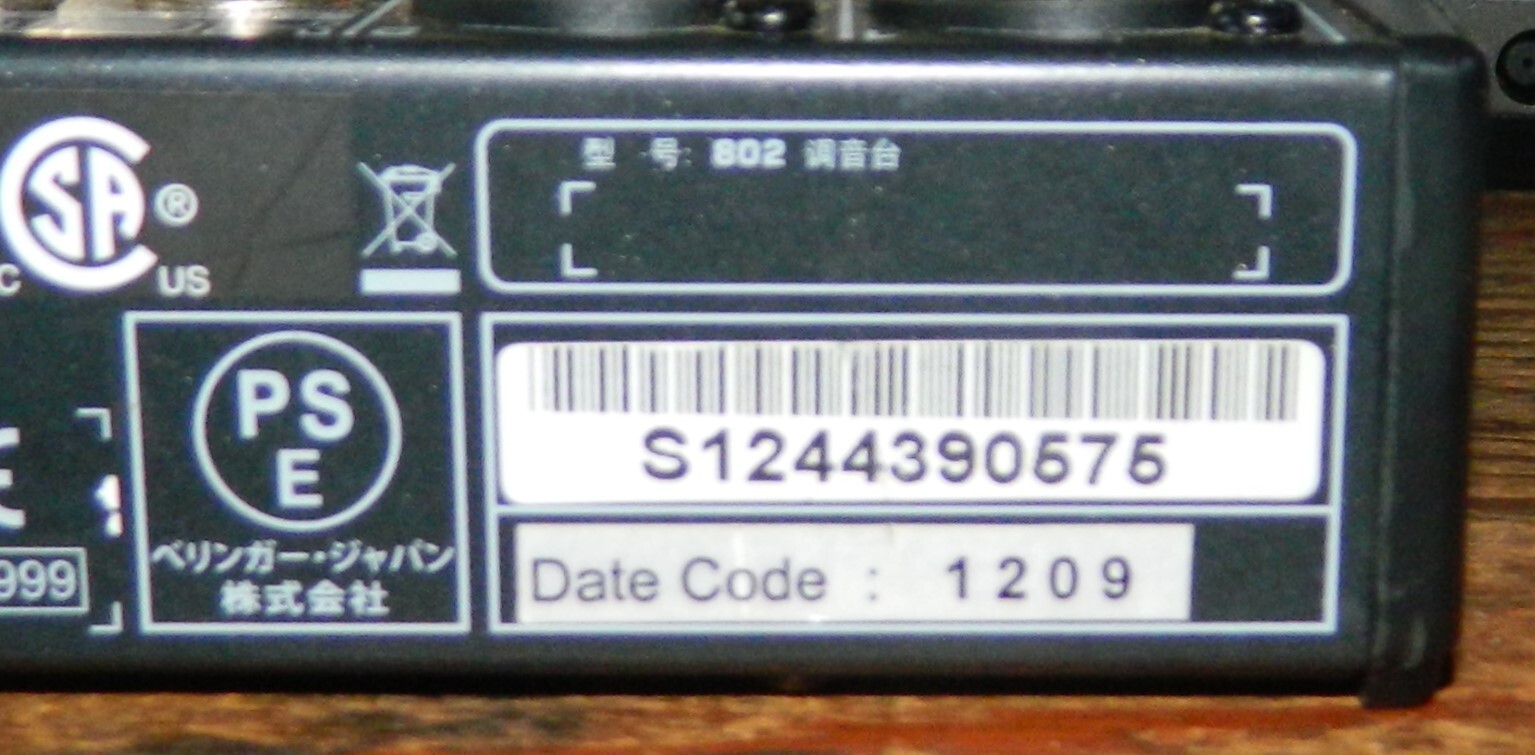 SA ®
C US
型 号: 802 调音台
PS
E
ベリンガー・ジャパン
株式会社
999
S1244390575
Date Code : 1209